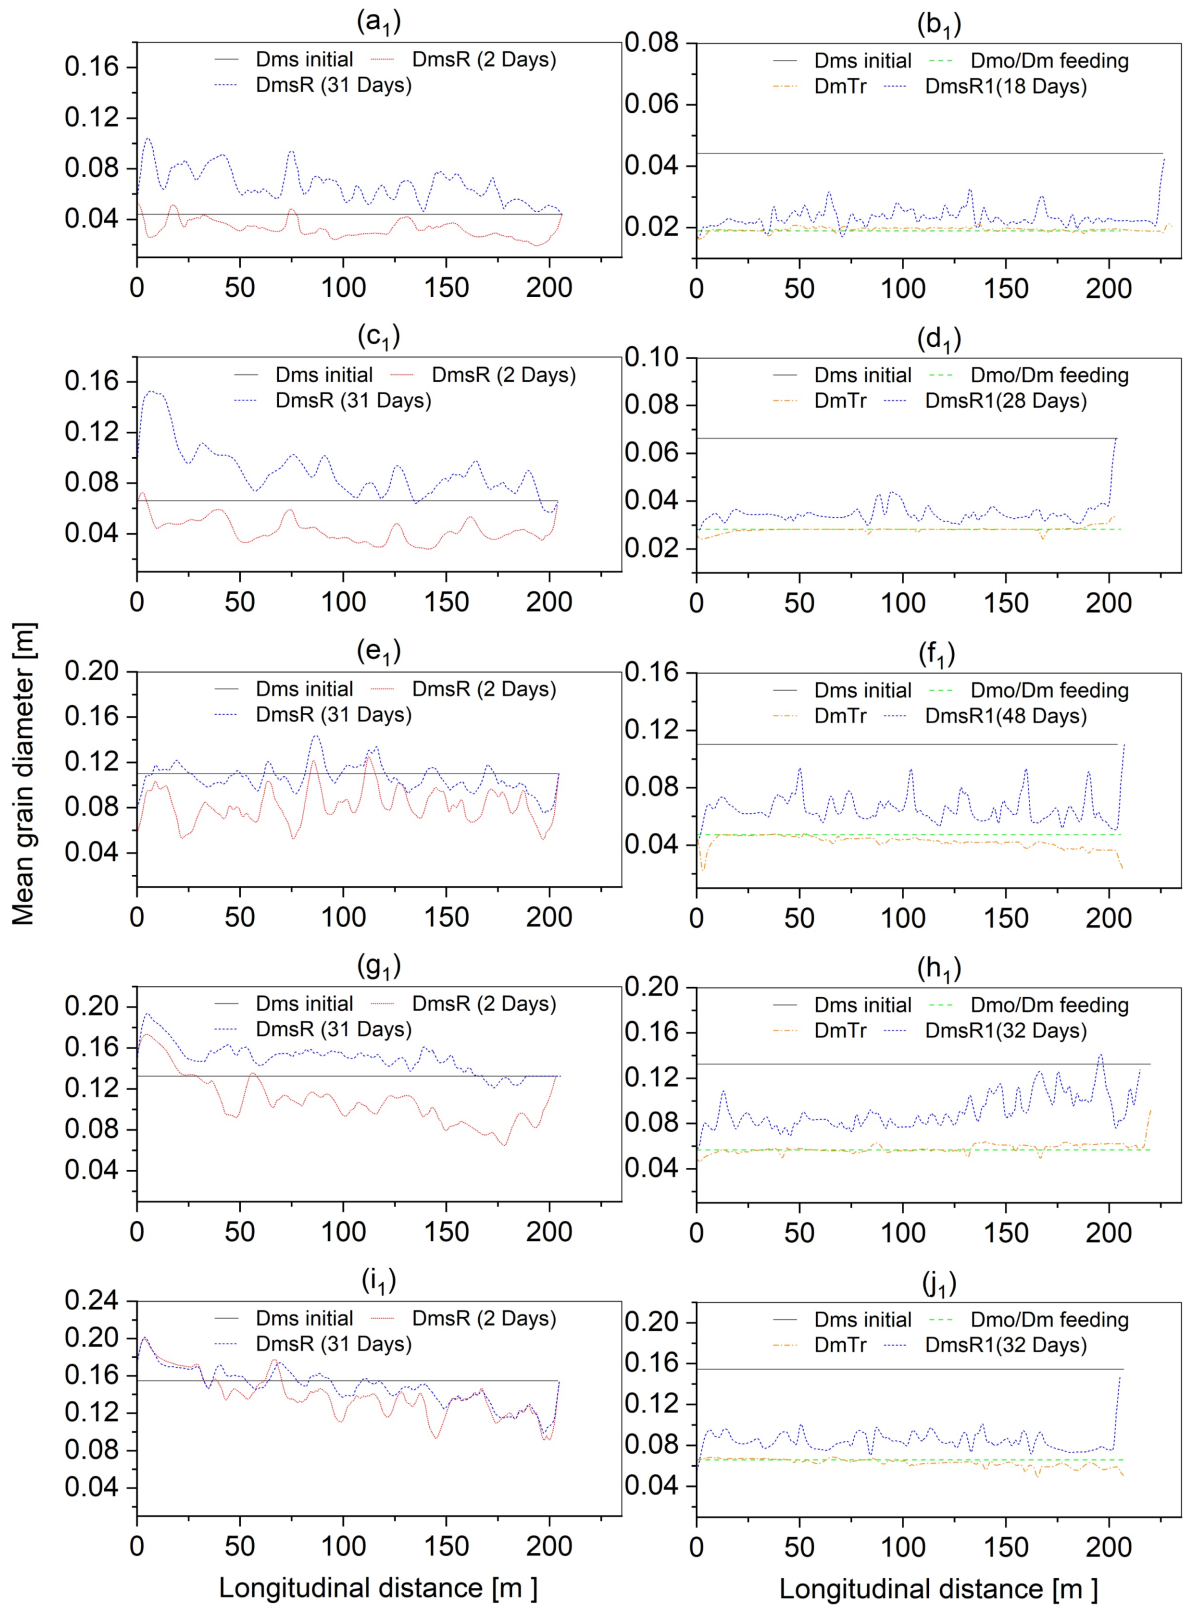 (a₁)
Dms initial DmsR (2 Days)
DmsR (31 Days)
0.16
0.12
0.08
0.04
0 50 100 150 200
(b₁)
Dms initial Dmo/Dm feeding
DmTr DmsR1(18 Days)
0.08
0.06
0.04
0.02
0 50 100 150 200
(c₁)
Dms initial DmsR (2 Days)
DmsR (31 Days)
0.16
0.12
0.08
0.04
0 50 100 150 200
(d₁)
Dms initial Dmo/Dm feeding
DmTr DmsR1(28 Days)
0.10
0.08
0.06
0.04
0.02
0 50 100 150 200
Mean grain diameter [m]
(e₁)
Dms initial DmsR (2 Days)
DmsR (31 Days)
0.20
0.16
0.12
0.08
0.04
0 50 100 150 200
(f₁)
Dms initial Dmo/Dm feeding
DmTr DmsR1(48 Days)
0.16
0.12
0.08
0.04
0 50 100 150 200
(g₁)
Dms initial DmsR (2 Days)
DmsR (31 Days)
0.20
0.16
0.12
0.08
0.04
0 50 100 150 200
(h₁)
Dms initial Dmo/Dm feeding
DmTr DmsR1(32 Days)
0.20
0.16
0.12
0.08
0.04
0 50 100 150 200
(i₁)
Dms initial DmsR (2 Days)
DmsR (31 Days)
0.24
0.20
0.16
0.12
0.08
0.04
0 50 100 150 200
Longitudinal distance [m ]
(j₁)
Dms initial Dmo/Dm feeding
DmTr DmsR1(32 Days)
0.20
0.16
0.12
0.08
0.04
0 50 100 150 200
Longitudinal distance [m ]